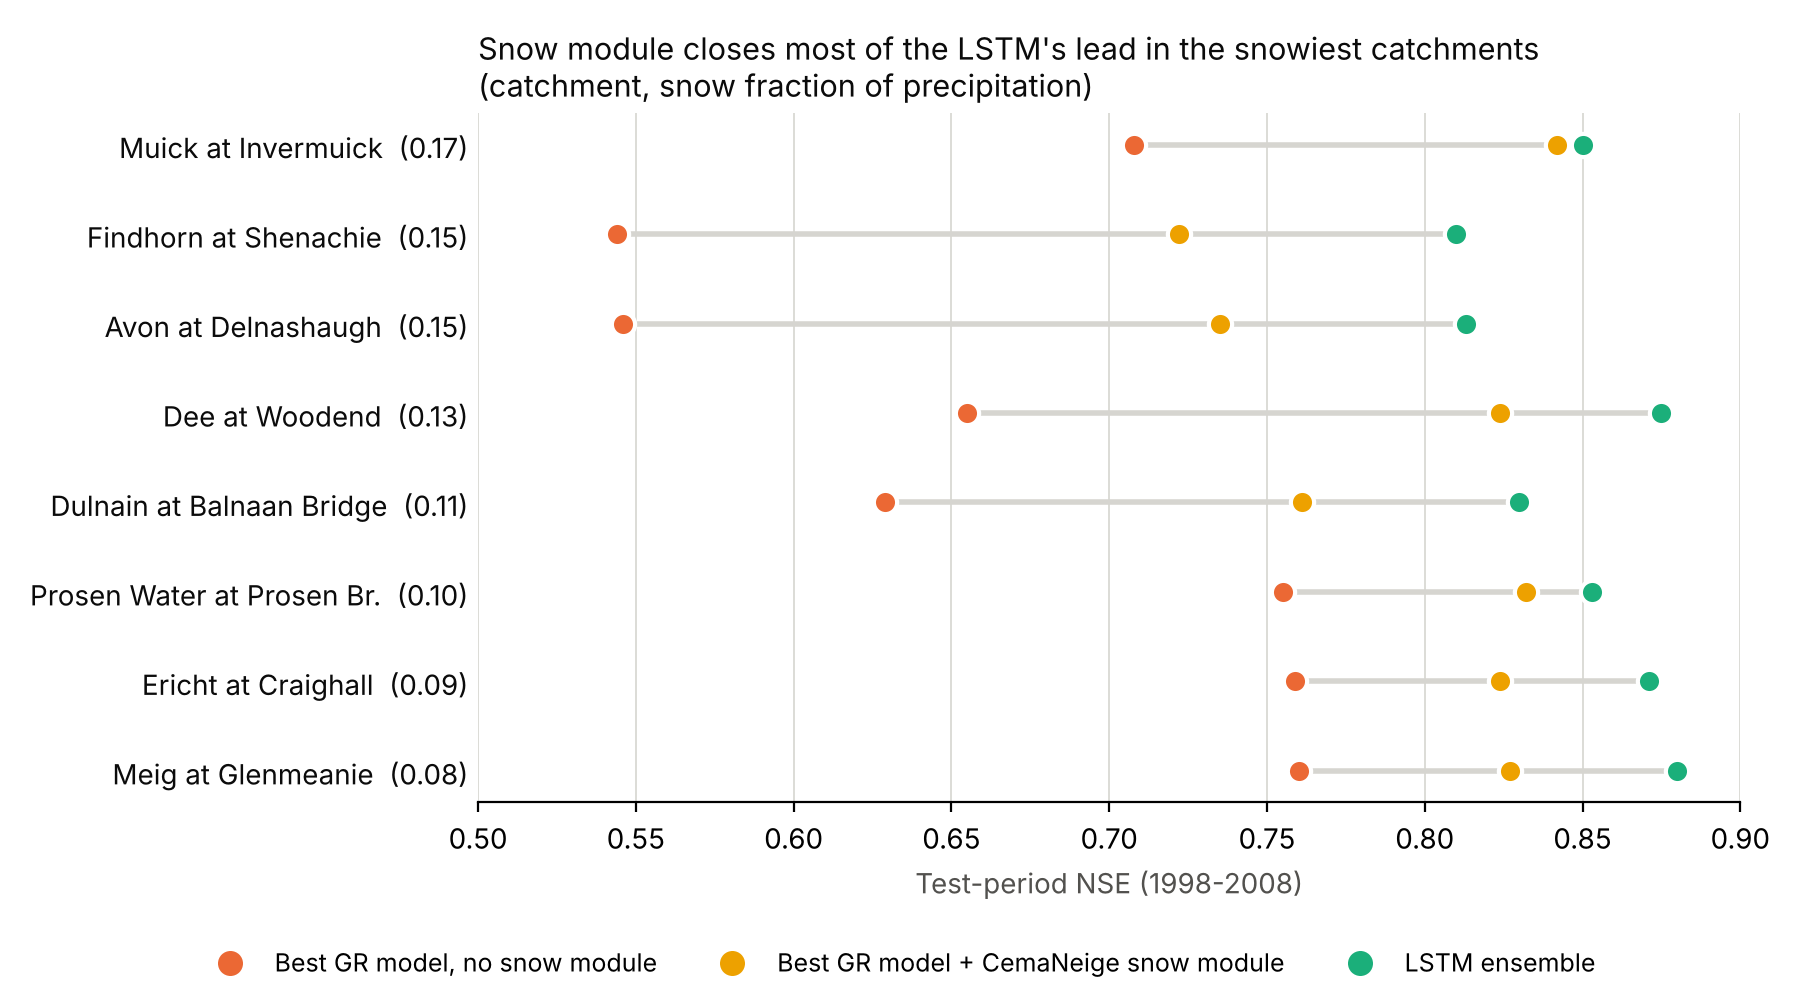 Snow module closes most of the LSTM's lead in the snowiest catchments
(catchment, snow fraction of precipitation)
Muick at Invermuick (0.17)
Findhorn at Shenachie (0.15)
Avon at Delnashaugh (0.15)
Dee at Woodend (0.13)
Dulnain at Balnaan Bridge (0.11)
Prosen Water at Prosen Br. (0.10)
Ericht at Craighall (0.09)
Meig at Glenmeanie (0.08)
0.50 0.55 0.60 0.65 0.70 0.75 0.80 0.85 0.90
Test-period NSE (1998-2008)
Best GR model, no snow module Best GR model + CemaNeige snow module LSTM ensemble